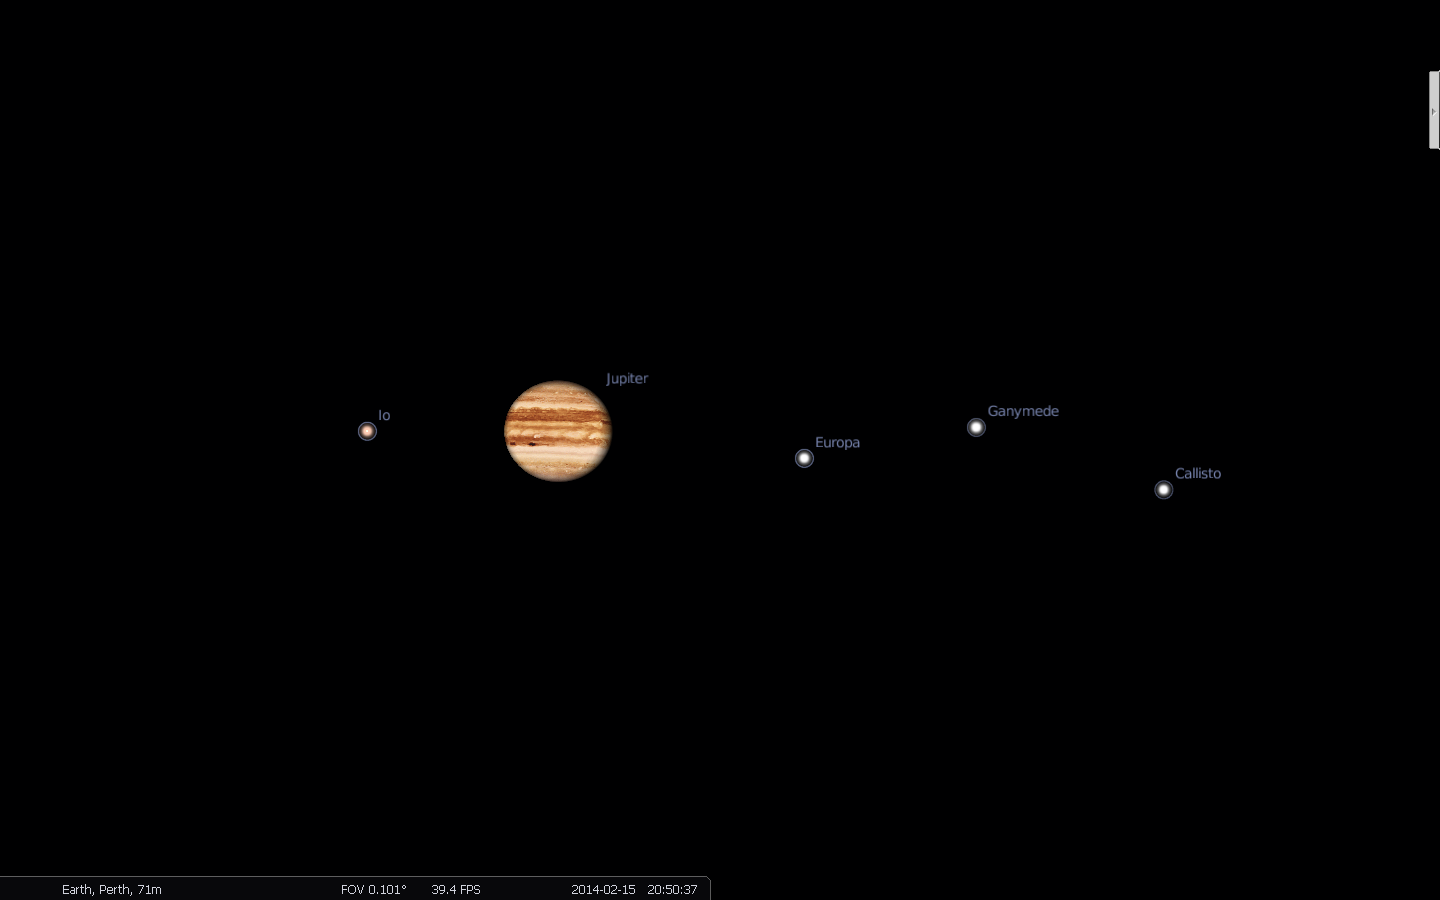 Jupiter
Ganymede
Io
Europa
Callisto
Earth, Perth, 71m FOV 0.101° 39.4 FPS 2014-02-15 20:50:37